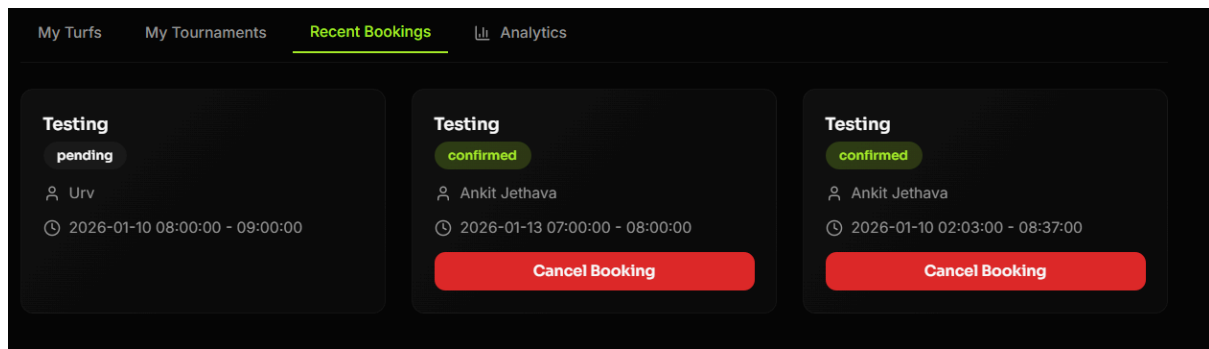 My Turfs My Tournaments Recent Bookings Analytics
Testing
pending
Urv
2026-01-10 08:00:00 - 09:00:00
Testing
confirmed
Ankit Jethava
2026-01-13 07:00:00 - 08:00:00
Cancel Booking
Testing
confirmed
Ankit Jethava
2026-01-10 02:03:00 - 08:37:00
Cancel Booking